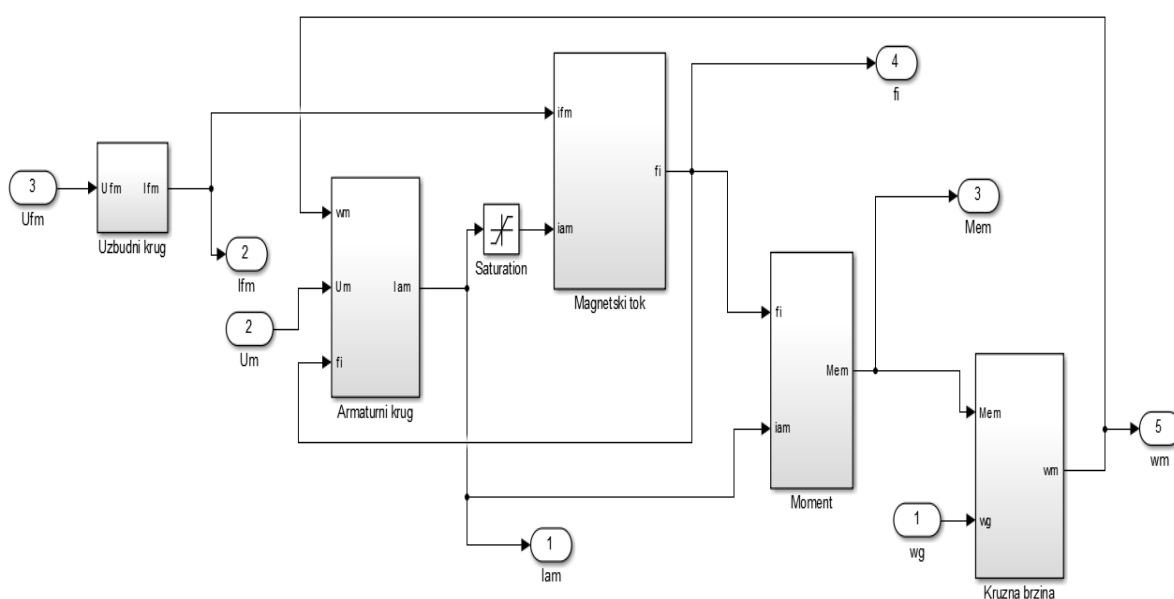 4
fi
ifm
3
Ufm
Ufm
Ifm
Uzbudni krug
fi
3
Mem
wm
iam
Saturation
2
Ifm
Um
Iam
2
Um
Magnetski tok
fi
fi
Armaturni krug
Mem
Mem
iam
5
wm
wm
Moment
1
wg
wg
1
Iam
Kruzna brzina